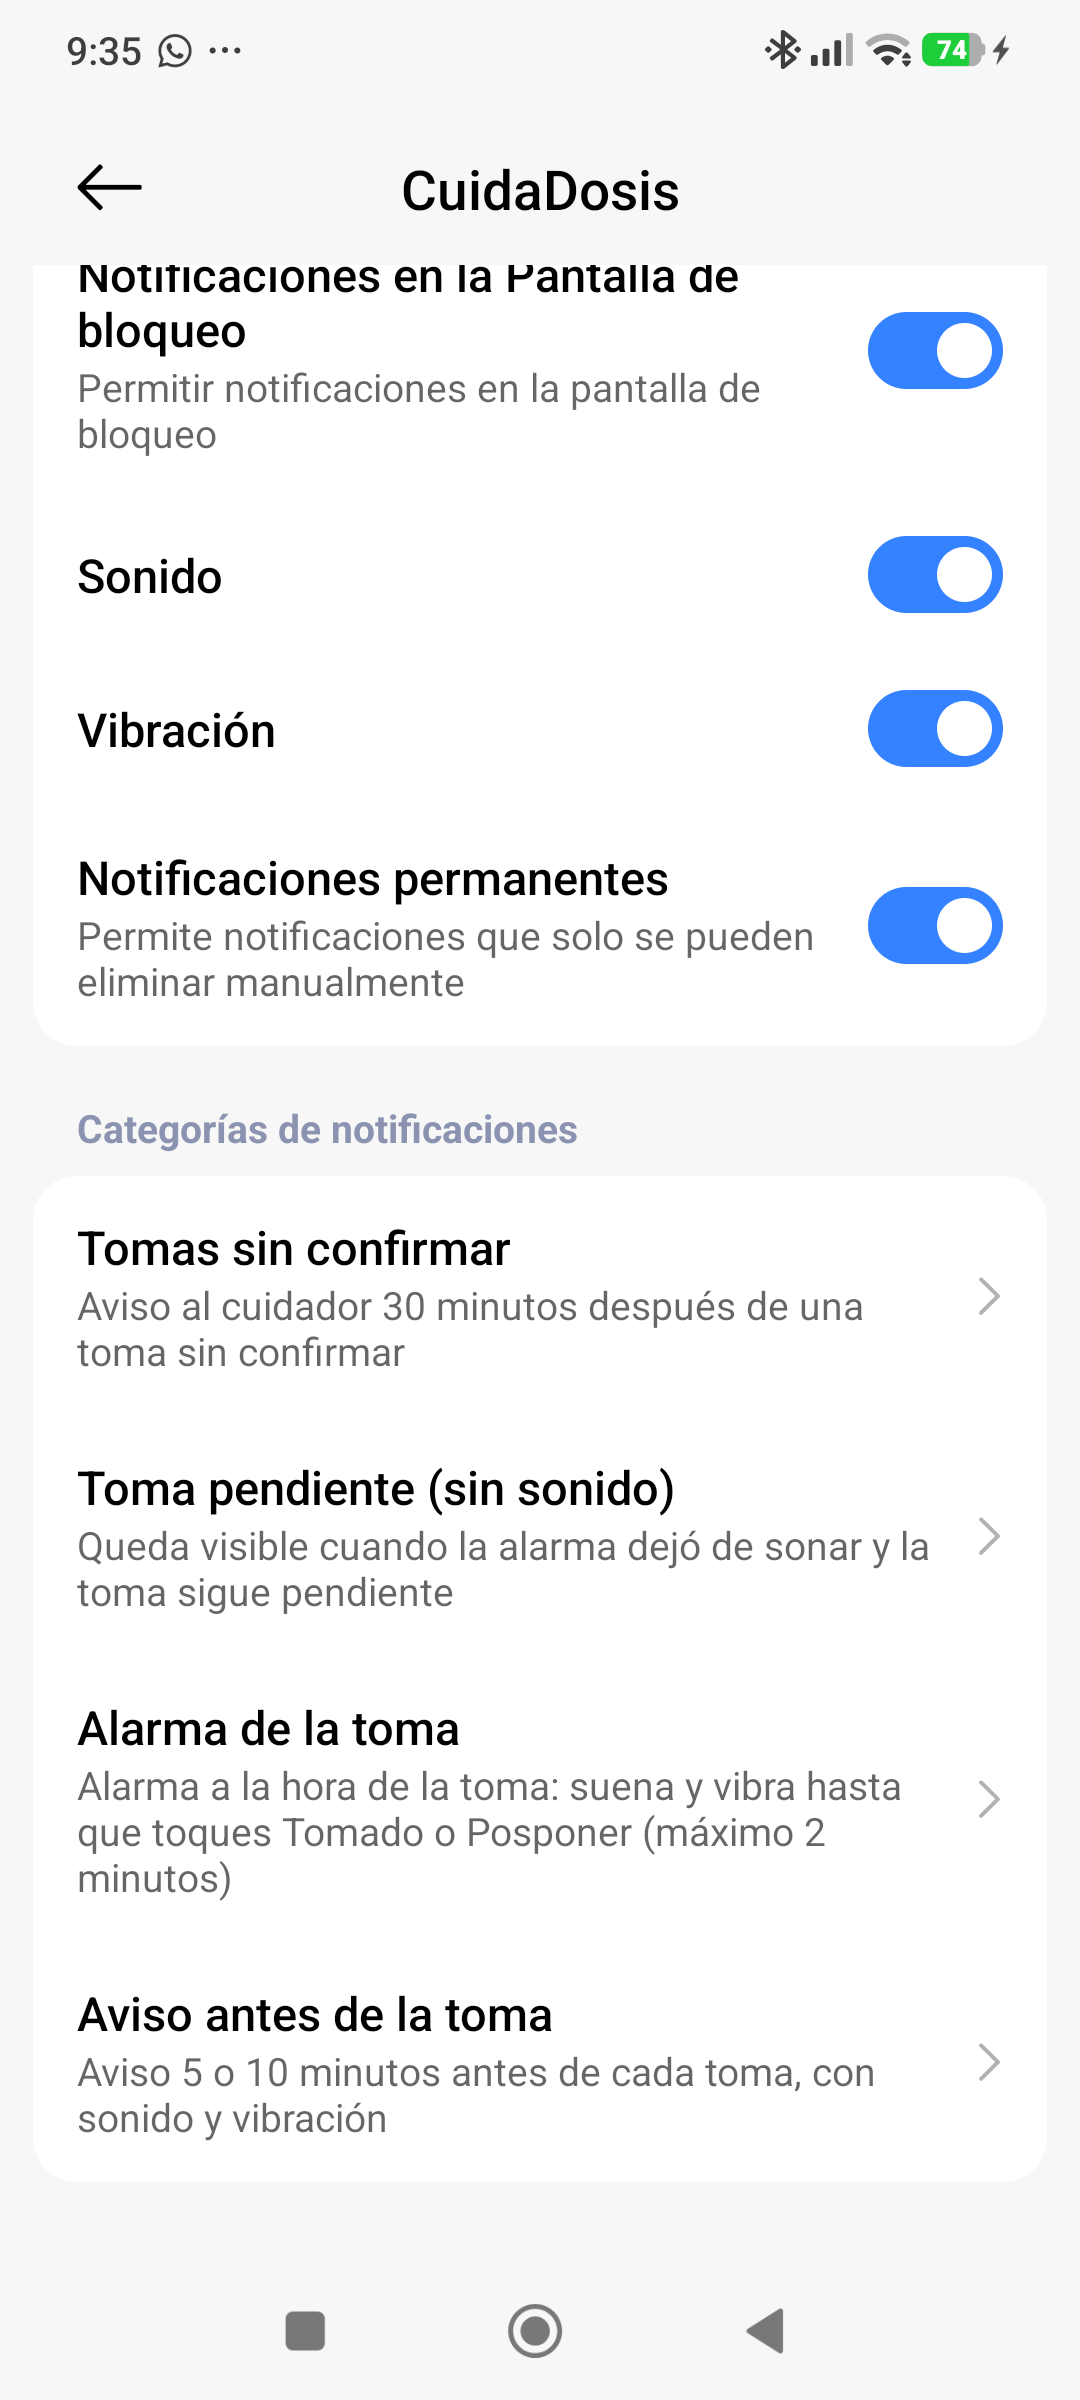 9:35
74
CuidaDosis
Notificaciones en la Pantalla de
bloqueo
Permitir notificaciones en la pantalla de
bloqueo
Sonido
Vibración
Notificaciones permanentes
Permite notificaciones que solo se pueden
eliminar manualmente
Categorías de notificaciones
Tomas sin confirmar
Aviso al cuidador 30 minutos después de una
toma sin confirmar
Toma pendiente (sin sonido)
Queda visible cuando la alarma dejó de sonar y la
toma sigue pendiente
Alarma de la toma
Alarma a la hora de la toma: suena y vibra hasta
que toques Tomado o Posponer (máximo 2
minutos)
Aviso antes de la toma
Aviso 5 o 10 minutos antes de cada toma, con
sonido y vibración